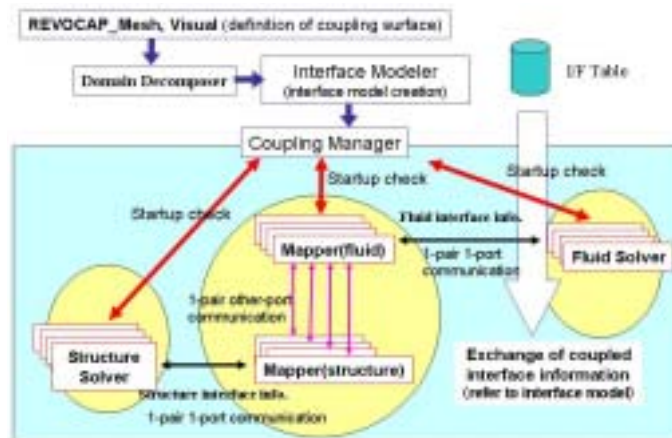 REVOCAP_Mesh, Visual (definition of coupling surface)
Domain Decomposer
Interface Modeler
(interface model creation)
I/F Table
Coupling Manager
Startup check
Startup check
Startup check
Fluid interface info.
Mapper(fluid)
1-pair 1-port
communication
Fluid Solver
1-pair other-port
communication
Structure
Solver
Mapper(structure)
Structure interface info.
1-pair 1-port communication
Exchange of coupled
interface information
(refer to interface model)